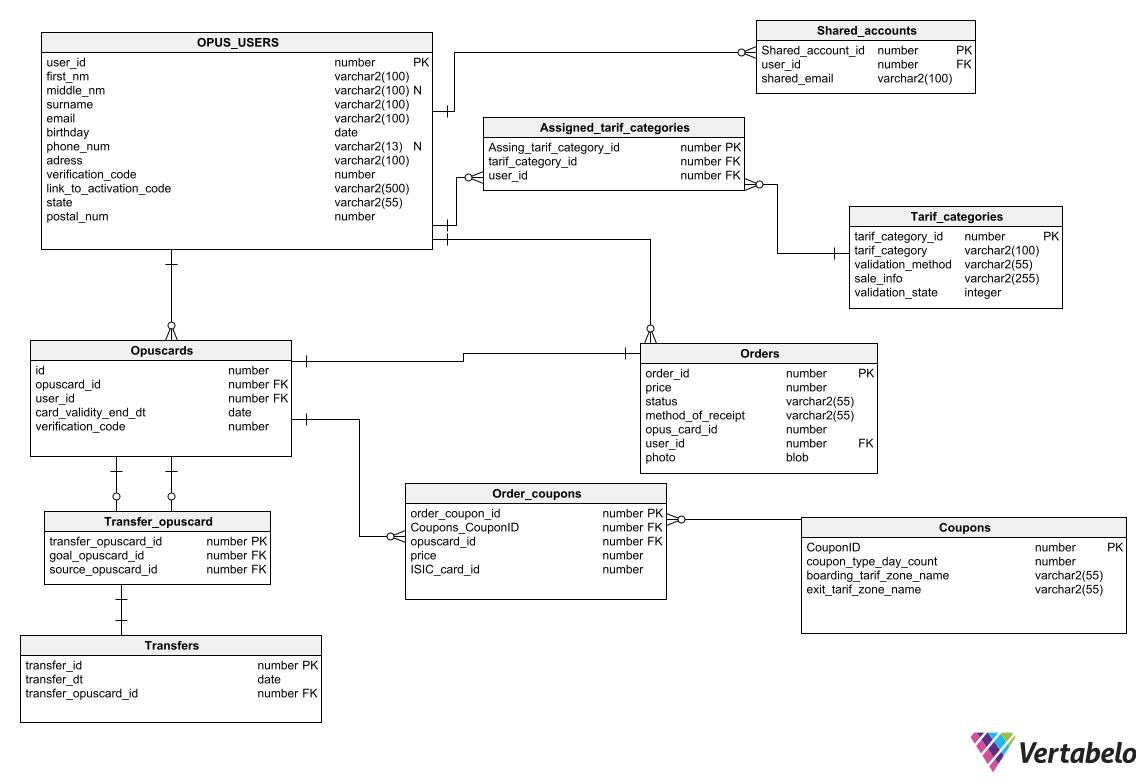 OPUS_USERS
user_id number PK
first_nm varchar2(100)
middle_nm varchar2(100) N
surname varchar2(100)
email varchar2(100)
birthday date
phone_num varchar2(13) N
adress varchar2(100)
verification_code number
link_to_activation_code varchar2(500)
state varchar2(55)
postal_num number
Shared_accounts
Shared_account_id number PK
user_id number FK
shared_email varchar2(100)
Assigned_tarif_categories
Assing_tarif_category_id number PK
tarif_category_id number FK
user_id number FK
Tarif_categories
tarif_category_id number PK
tarif_category varchar2(100)
validation_method varchar2(55)
sale_info varchar2(255)
validation_state integer
Opuscards
id number
opuscard_id number FK
user_id number FK
card_validity_end_dt date
verification_code number
Orders
order_id number PK
price number
status varchar2(55)
method_of_receipt varchar2(55)
opus_card_id number
user_id number FK
photo blob
Order_coupons
order_coupon_id number PK
Coupons_CouponID number FK
opuscard_id number FK
price number
ISIC_card_id number
Coupons
CouponID number PK
coupon_type_day_count number
boarding_tarif_zone_name varchar2(55)
exit_tarif_zone_name varchar2(55)
Transfer_opuscard
transfer_opuscard_id number PK
goal_opuscard_id number FK
source_opuscard_id number FK
Transfers
transfer_id number PK
transfer_dt date
transfer_opuscard_id number FK
Vertabelo